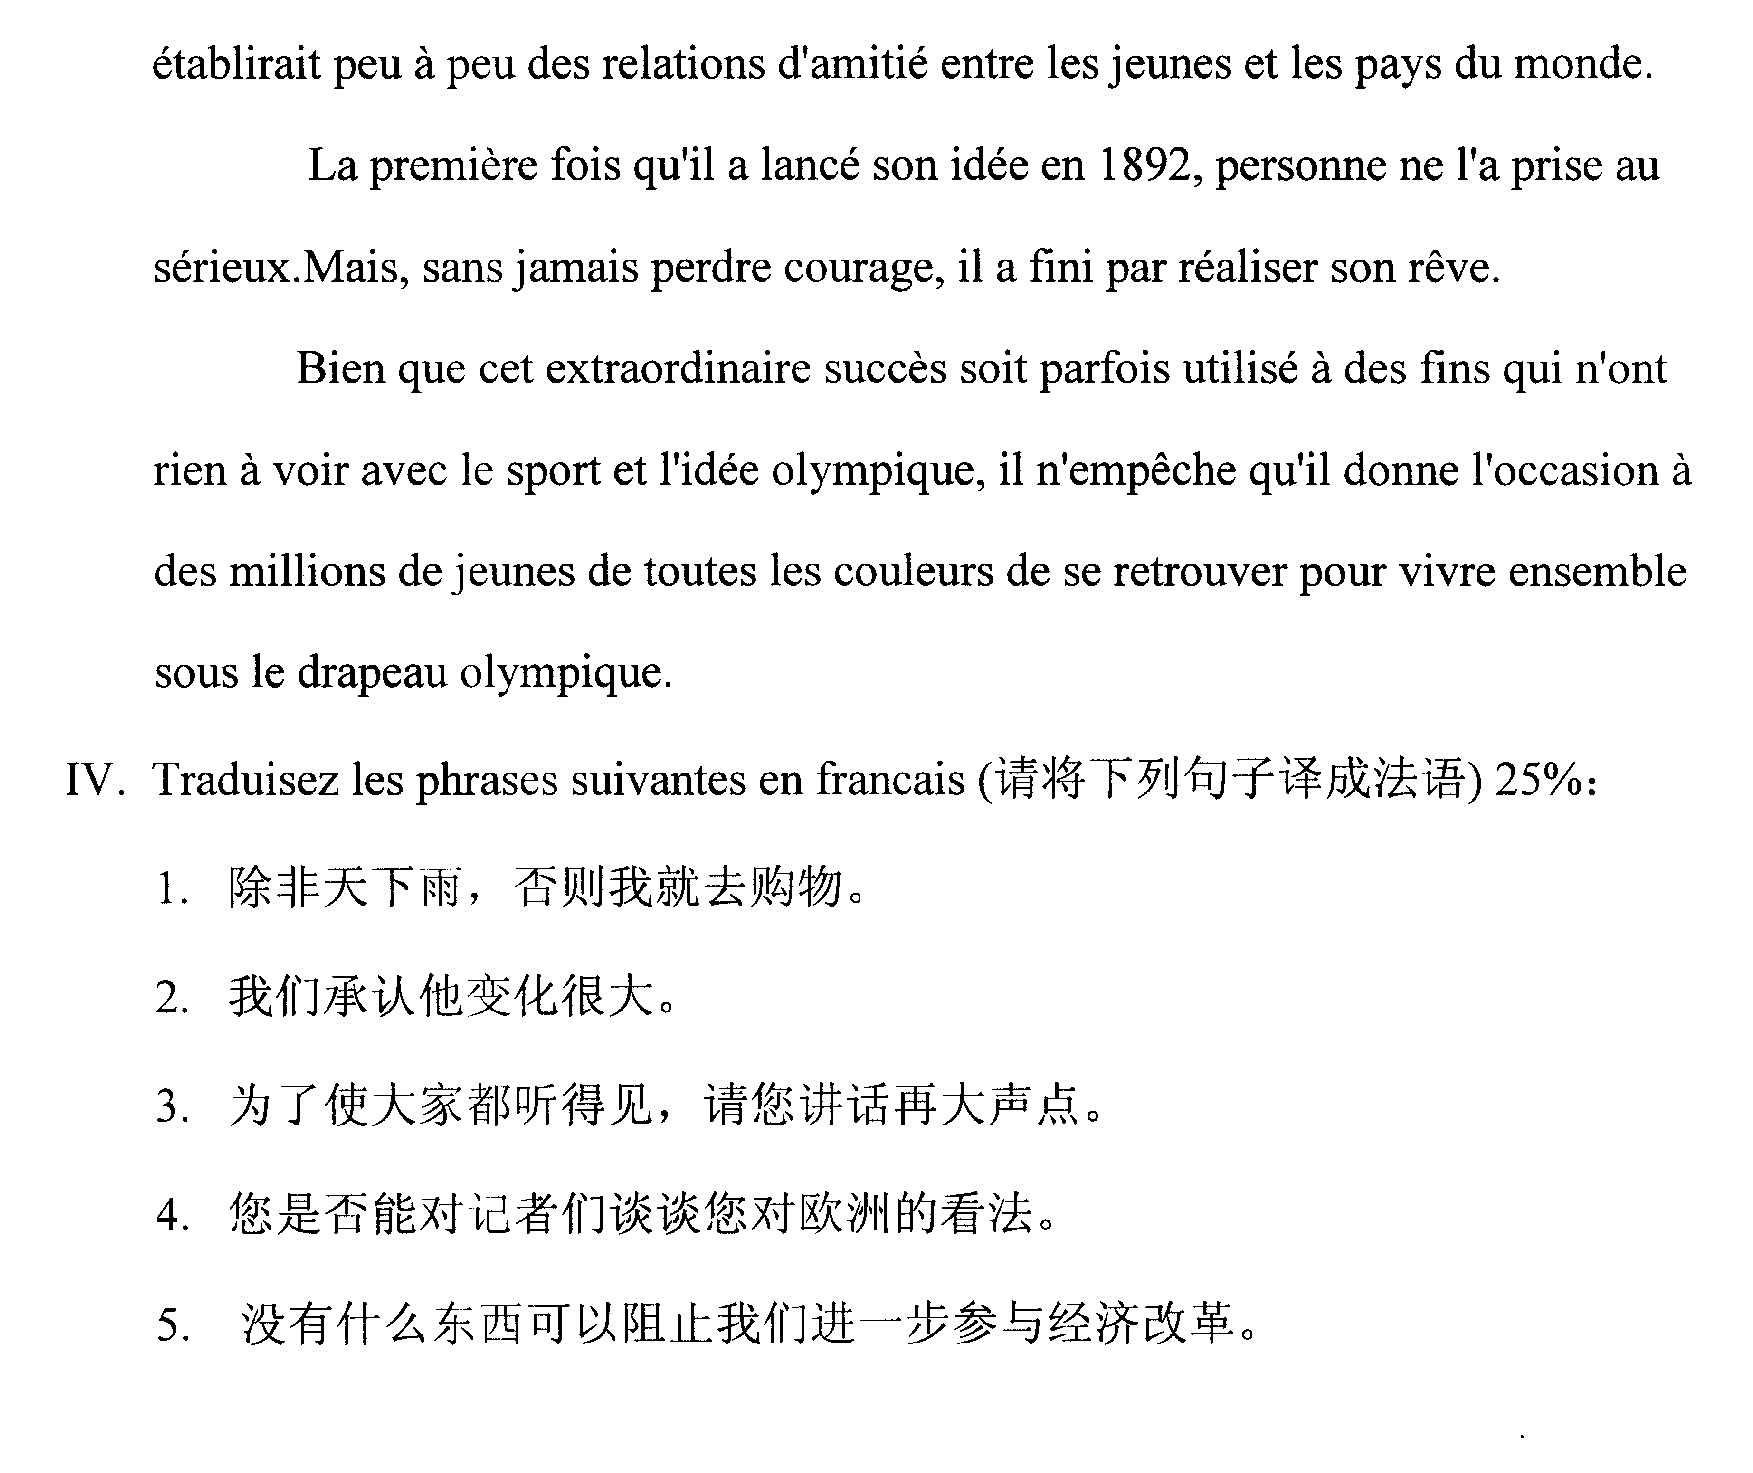 établirait peu à peu des relations d'amitié entre les jeunes et les pays du monde.
La première fois qu'il a lancé son idée en 1892, personne ne l'a prise au
sérieux.Mais, sans jamais perdre courage, il a fini par réaliser son rêve.
Bien que cet extraordinaire succès soit parfois utilisé à des fins qui n'ont
rien à voir avec le sport et l'idée olympique, il n'empêche qu'il donne l'occasion à
des millions de jeunes de toutes les couleurs de se retrouver pour vivre ensemble
sous le drapeau olympique.
IV. Traduisez les phrases suivantes en francais (请将下列句子译成法语) 25%:
1. 除非天下雨，否则我就去购物。
2. 我们承认他变化很大。
3. 为了使大家都听得见，请您讲话再大声点。
4. 您是否能对记者们谈谈您对欧洲的看法。
5. 没有什么东西可以阻止我们进一步参与经济改革。